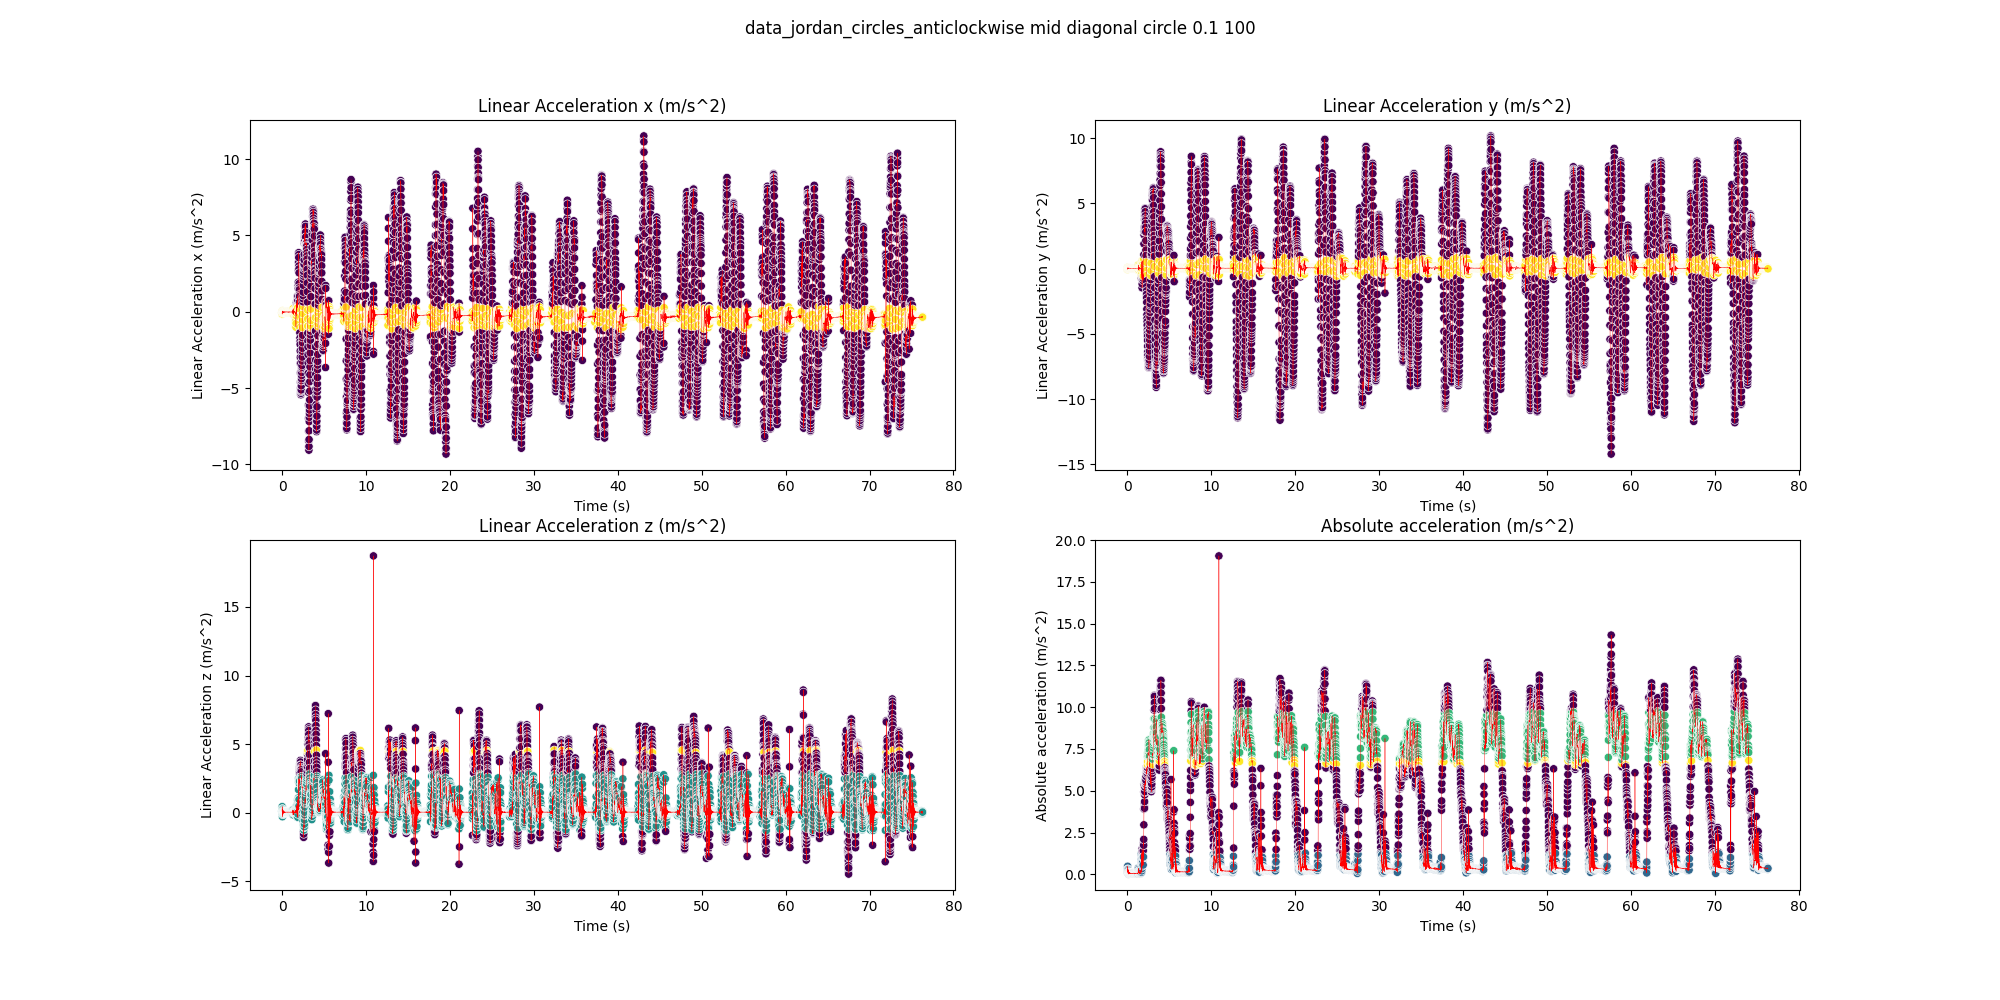 data_jordan_circles_anticlockwise mid diagonal circle 0.1 100
Linear Acceleration x (m/s^2)
Linear Acceleration x (m/s^2)
10
5
0
−5
−10
0 10 20 30 40 50 60 70 80
Time (s)
Linear Acceleration y (m/s^2)
Linear Acceleration y (m/s^2)
10
5
0
−5
−10
−15
0 10 20 30 40 50 60 70 80
Time (s)
Linear Acceleration z (m/s^2)
Linear Acceleration z (m/s^2)
15
10
5
0
−5
0 10 20 30 40 50 60 70 80
Time (s)
Absolute acceleration (m/s^2)
Absolute acceleration (m/s^2)
20.0
17.5
15.0
12.5
10.0
7.5
5.0
2.5
0.0
0 10 20 30 40 50 60 70 80
Time (s)